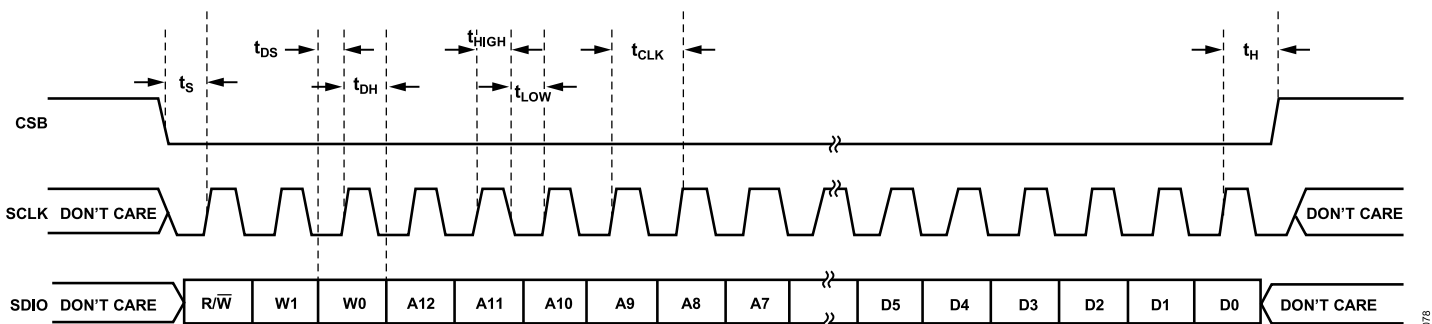 tDS tHIGH tCLK tH
tS tDH tLOW
CSB
SCLK DON'T CARE DON'T CARE
SDIO DON'T CARE R/W̅ W1 W0 A12 A11 A10 A9 A8 A7 D5 D4 D3 D2 D1 D0 DON'T CARE
078